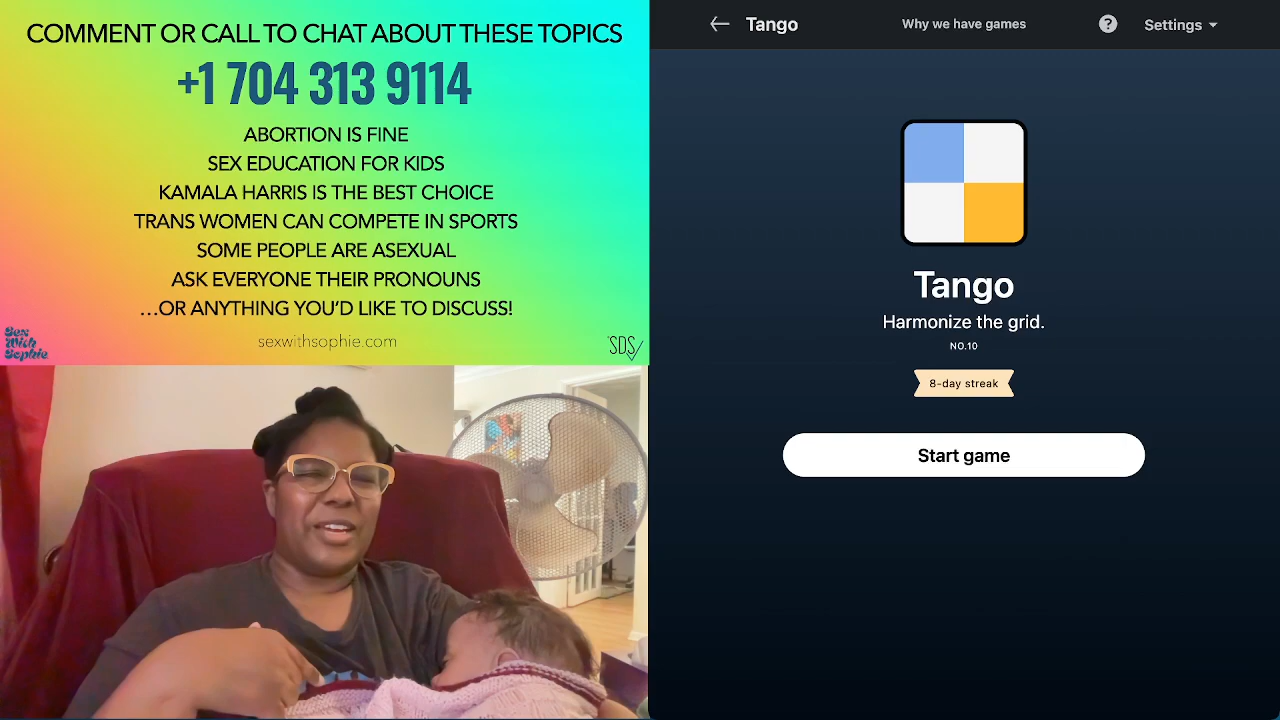 COMMENT OR CALL TO CHAT ABOUT THESE TOPICS
+1 704 313 9114
ABORTION IS FINE
SEX EDUCATION FOR KIDS
KAMALA HARRIS IS THE BEST CHOICE
TRANS WOMEN CAN COMPETE IN SPORTS
SOME PEOPLE ARE ASEXUAL
ASK EVERYONE THEIR PRONOUNS
...OR ANYTHING YOU'D LIKE TO DISCUSS!
sexwithsophie.com
Sex
With
Sophie
SDS
Tango
Why we have games
?
Settings
Tango
Harmonize the grid.
NO.10
8-day streak
Start game